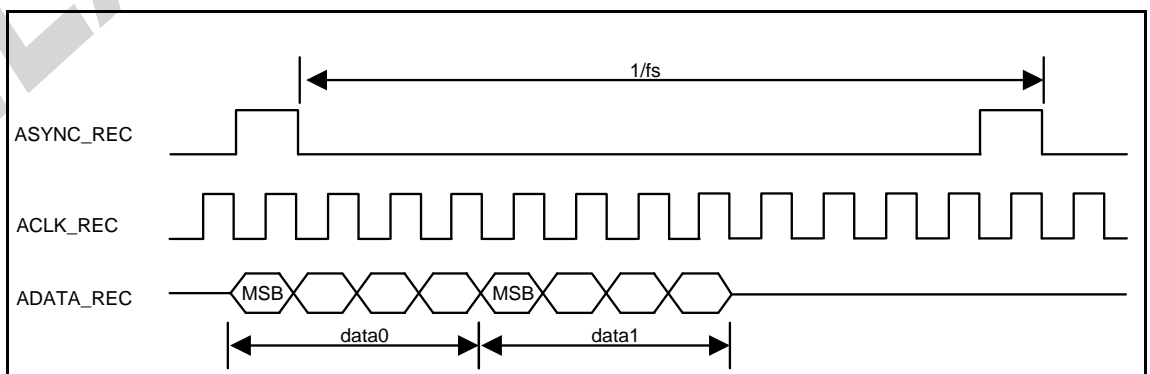 1/fs
ASYNC_REC
ACLK_REC
ADATA_REC
MSB
MSB
data0
data1